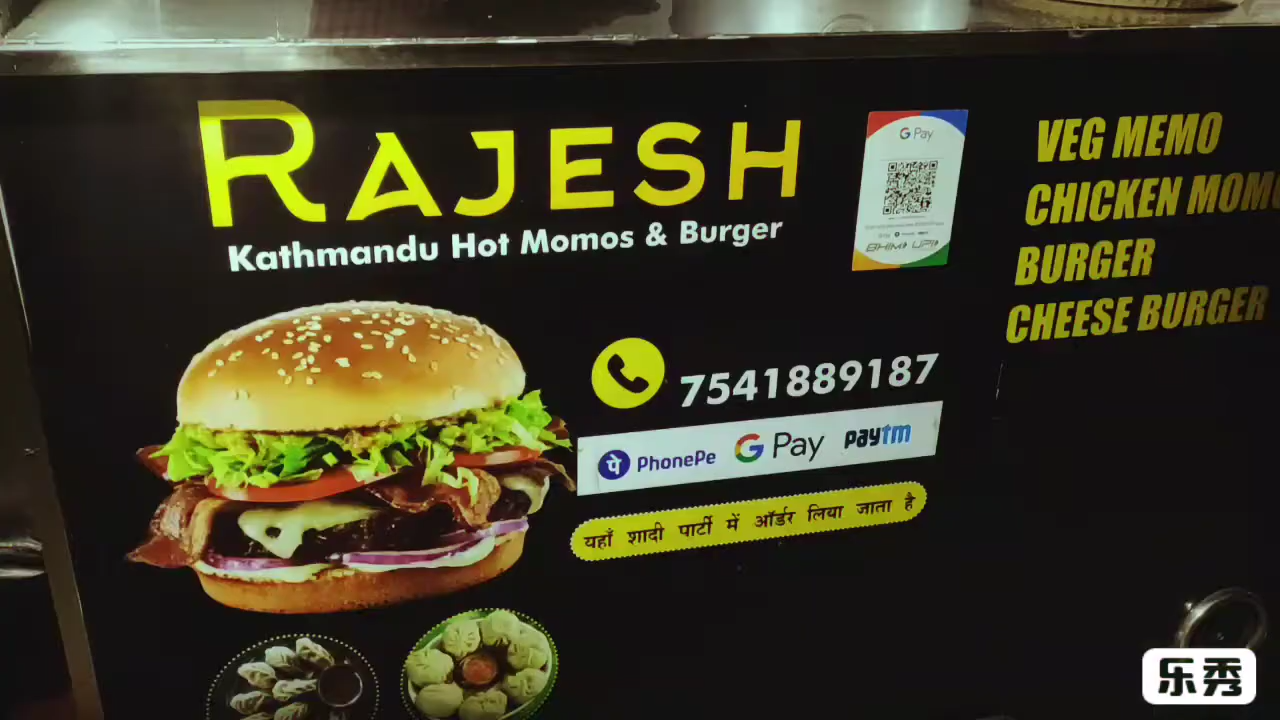 RAJESH
Kathmandu Hot Momos & Burger
G Pay
BHIM UPI
7541889187
PhonePe G Pay paytm
यहाँ शादी पार्टी में ऑर्डर लिया जाता है
VEG MEMO
CHICKEN MOMO
BURGER
CHEESE BURGER
乐秀